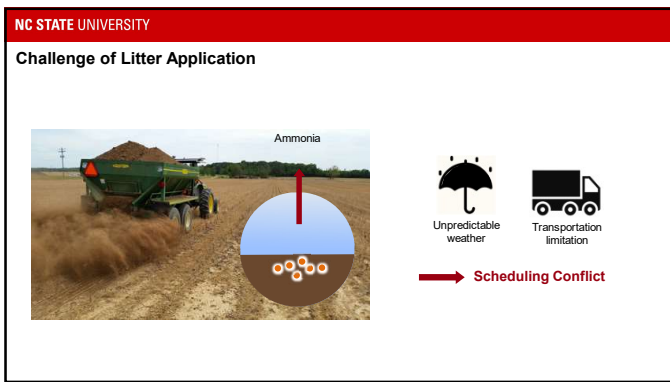 NC STATE UNIVERSITY
Challenge of Litter Application
Ammonia
Unpredictable
weather
Transportation
limitation
Scheduling Conflict